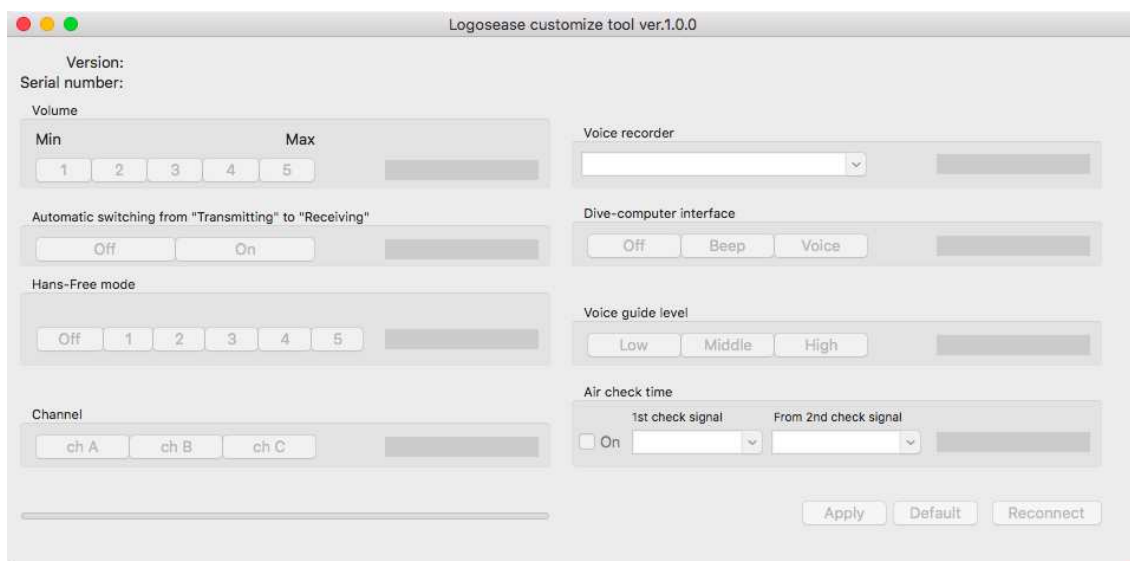 Logosease customize tool ver.1.0.0
Version:
Serial number:
Volume
Min Max
1 2 3 4 5
Automatic switching from "Transmitting" to "Receiving"
Off On
Hans-Free mode
Off 1 2 3 4 5
Channel
ch A ch B ch C
Voice recorder
Dive-computer interface
Off Beep Voice
Voice guide level
Low Middle High
Air check time
1st check signal From 2nd check signal
On
Apply Default Reconnect